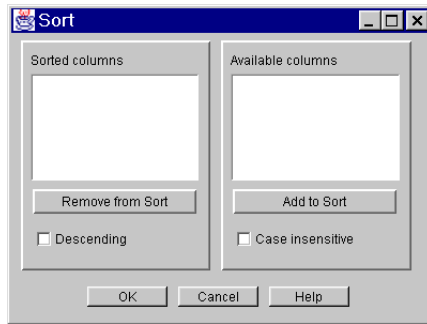 Sort
Sorted columns
Remove from Sort
Descending
Available columns
Add to Sort
Case insensitive
OK Cancel Help